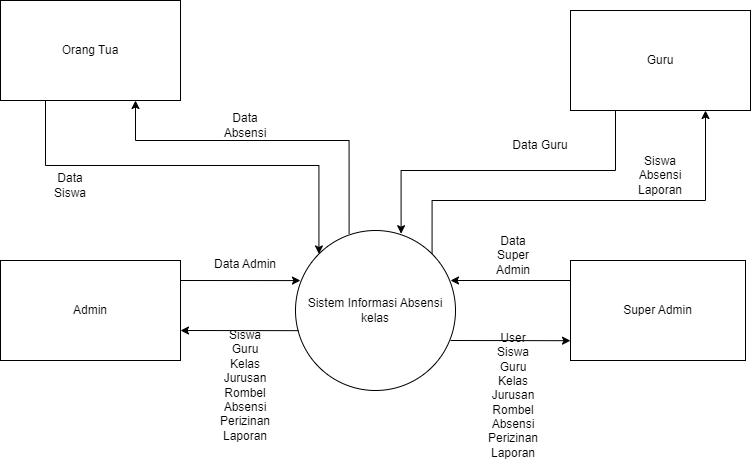 Orang Tua
Guru
Data
Absensi
Data Guru
Data
Siswa
Siswa
Absensi
Laporan
Data Admin
Data
Super
Admin
Admin
Sistem Informasi Absensi
kelas
Super Admin
Siswa
Guru
Kelas
Jurusan
Rombel
Absensi
Perizinan
Laporan
User
Siswa
Guru
Kelas
Jurusan
Rombel
Absensi
Perizinan
Laporan